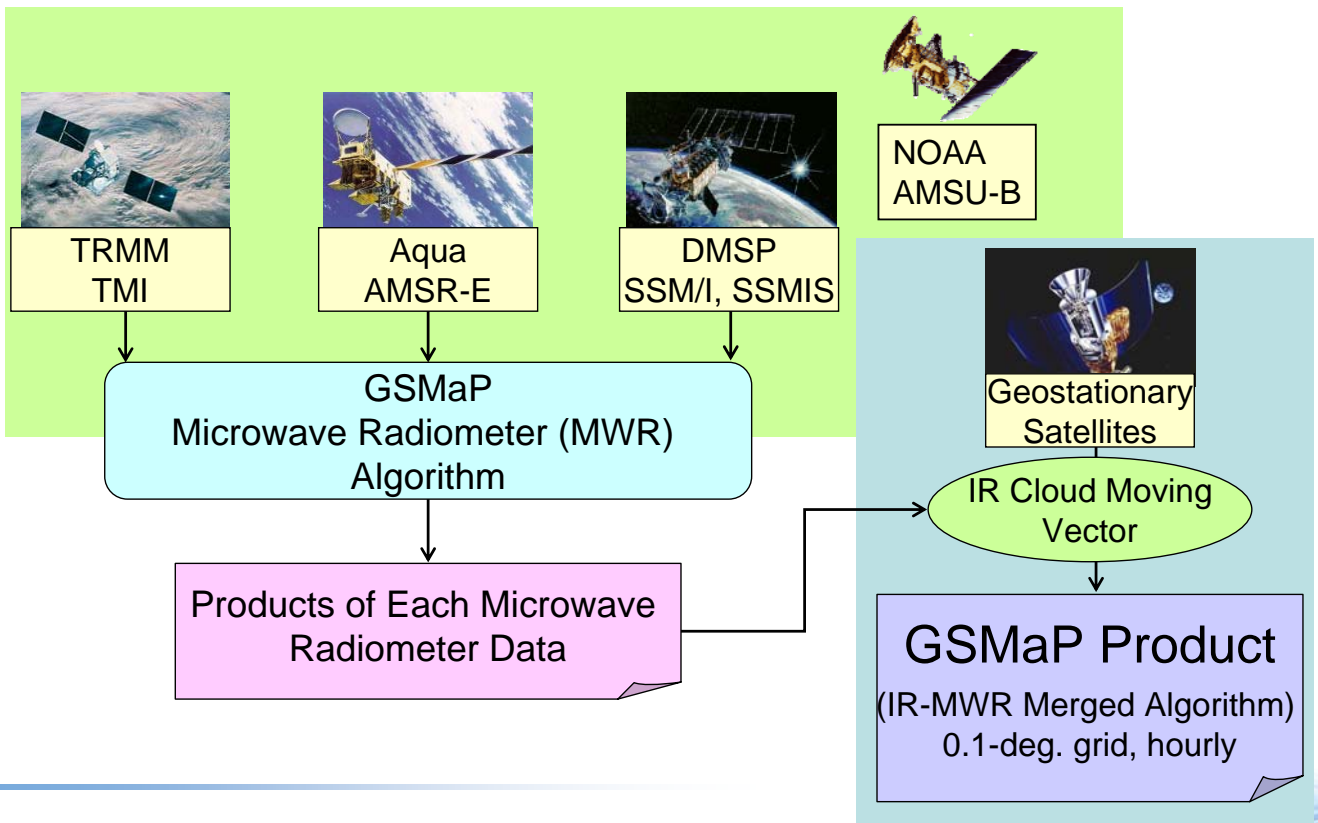 NOAA
AMSU-B
TRMM
TMI
Aqua
AMSR-E
DMSP
SSM/I, SSMIS
GSMaP
Microwave Radiometer (MWR)
Algorithm
Products of Each Microwave
Radiometer Data
Geostationary
Satellites
IR Cloud Moving
Vector
GSMaP Product
(IR-MWR Merged Algorithm)
0.1-deg. grid, hourly